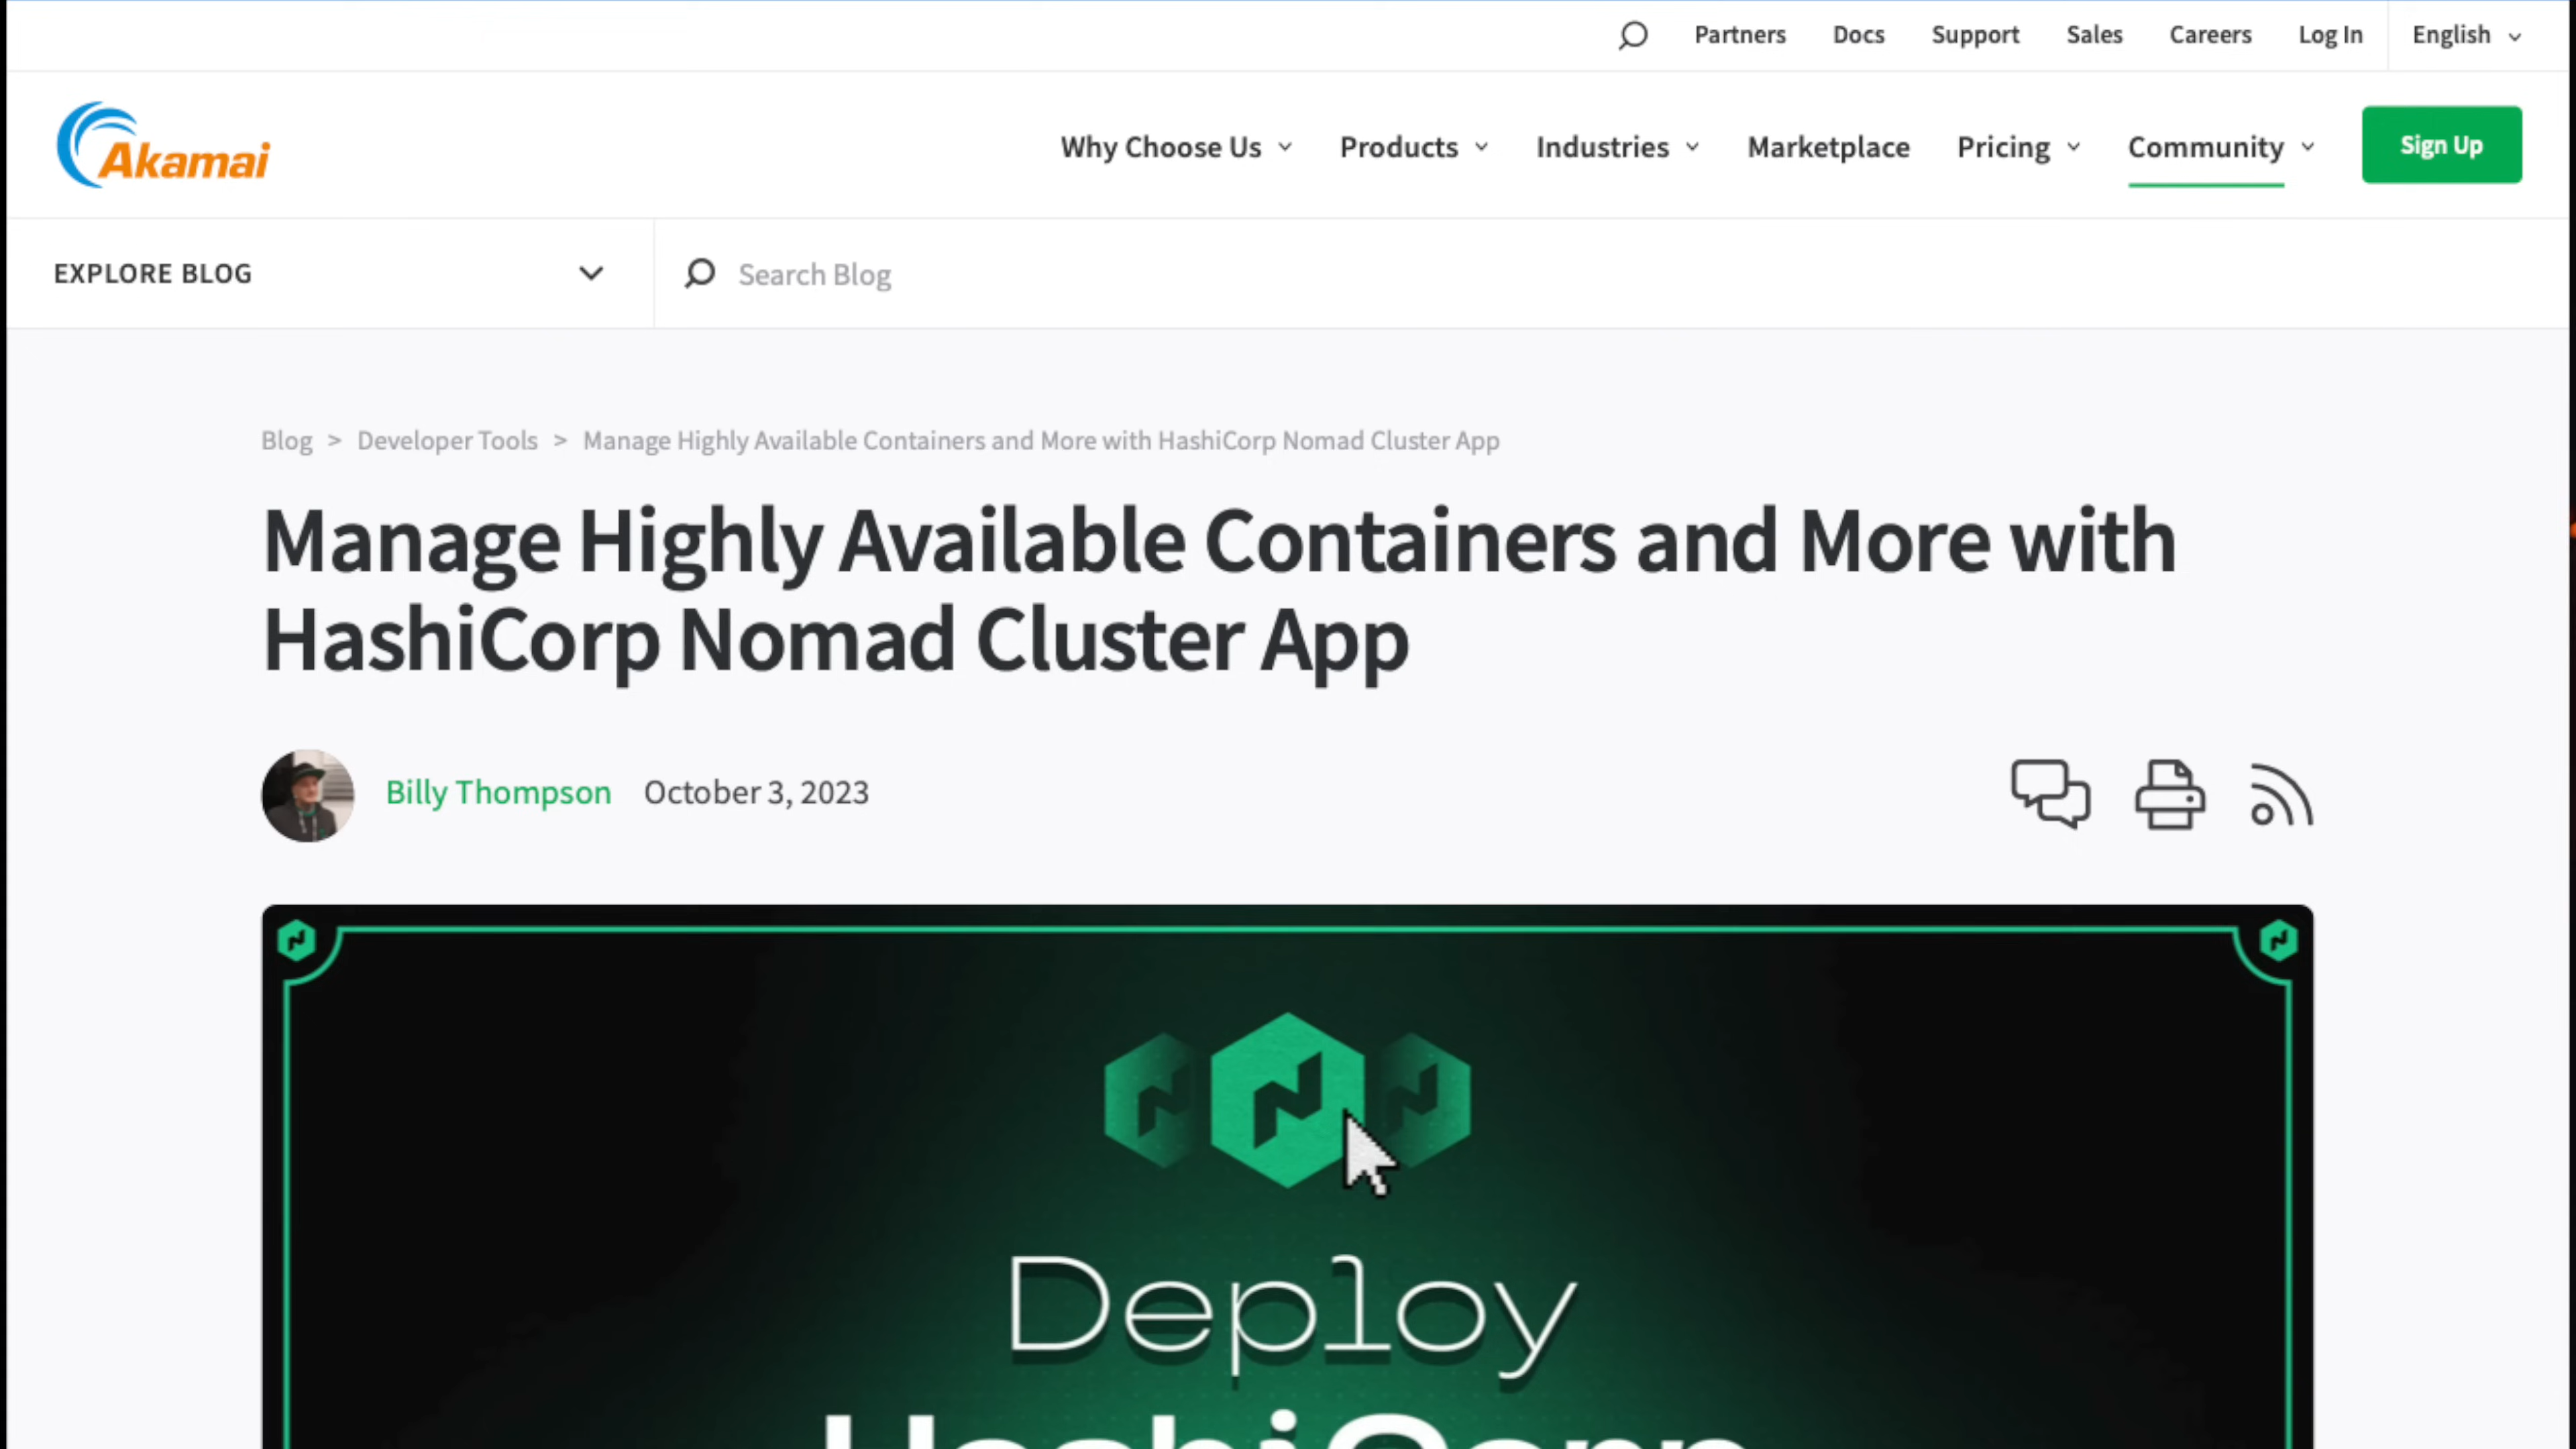 Partners Docs Support Sales Careers Log In English
Akamai
Why Choose Us Products Industries Marketplace Pricing Community Sign Up
EXPLORE BLOG Search Blog
Blog > Developer Tools > Manage Highly Available Containers and More with HashiCorp Nomad Cluster App
Manage Highly Available Containers and More with
HashiCorp Nomad Cluster App
Billy Thompson October 3, 2023
Deploy
HashiCorp